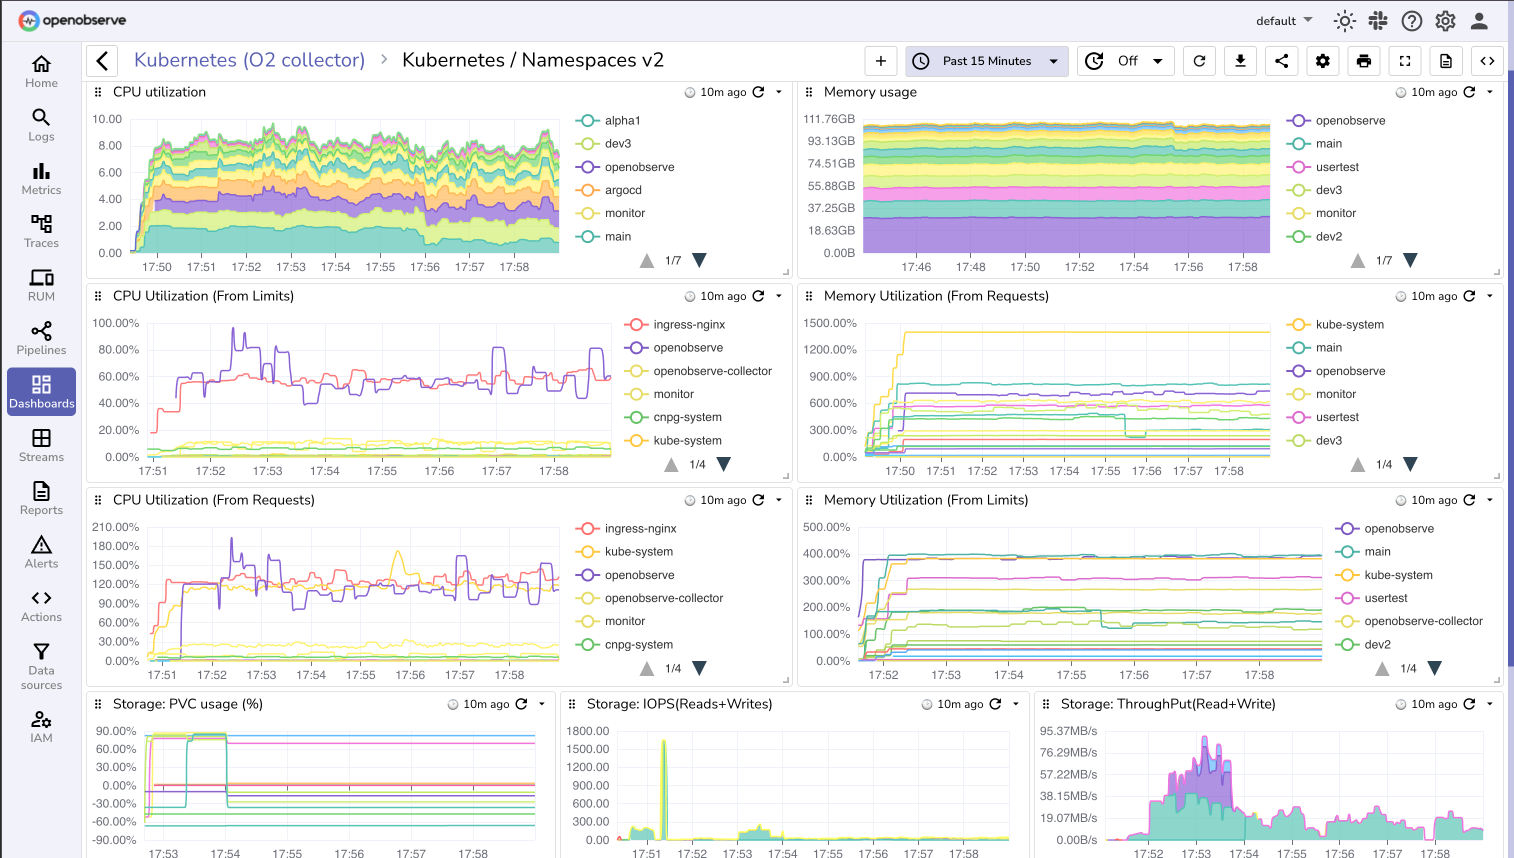 openobserve
default
Home
Logs
Metrics
Traces
RUM
Pipelines
Dashboards
Streams
Reports
Alerts
Actions
Data sources
IAM
Kubernetes (O2 collector) > Kubernetes / Namespaces v2
+ Past 15 Minutes Off
CPU utilization 10m ago
10.00
8.00
6.00
4.00
2.00
0.00
17:50 17:51 17:52 17:53 17:54 17:55 17:56 17:57 17:58
alpha1
dev3
openobserve
argocd
monitor
main
1/7
Memory usage 10m ago
111.76GB
93.13GB
74.51GB
55.88GB
37.25GB
18.63GB
0.00B
17:46 17:48 17:50 17:52 17:54 17:56 17:58
openobserve
main
usertest
dev3
monitor
dev2
1/7
CPU Utilization (From Limits) 10m ago
100.00%
80.00%
60.00%
40.00%
20.00%
0.00%
17:51 17:52 17:53 17:54 17:55 17:56 17:57 17:58
ingress-nginx
openobserve
openobserve-collector
monitor
cnpg-system
kube-system
1/4
Memory Utilization (From Requests) 10m ago
1500.00%
1200.00%
900.00%
600.00%
300.00%
0.00%
17:50 17:51 17:52 17:53 17:54 17:55 17:56 17:57 17:58
kube-system
main
openobserve
monitor
usertest
dev3
1/4
CPU Utilization (From Requests) 10m ago
210.00%
180.00%
150.00%
120.00%
90.00%
60.00%
30.00%
0.00%
17:51 17:52 17:53 17:54 17:55 17:56 17:57 17:58
ingress-nginx
kube-system
openobserve
openobserve-collector
monitor
cnpg-system
1/4
Memory Utilization (From Limits) 10m ago
500.00%
400.00%
300.00%
200.00%
100.00%
0.00%
17:52 17:53 17:54 17:55 17:56 17:57 17:58
openobserve
main
kube-system
usertest
openobserve-collector
dev2
1/4
Storage: PVC usage (%) 10m ago
90.00%
60.00%
30.00%
0.00%
-30.00%
-60.00%
-90.00%
17:53 17:54 17:55 17:56 17:57 17:58
Storage: IOPS(Reads+Writes) 10m ago
1800.00
1500.00
1200.00
900.00
600.00
300.00
0.00
17:51 17:52 17:53 17:54 17:55 17:56 17:57 17:58
Storage: ThroughPut(Read+Write) 10m ago
95.37MB/s
76.29MB/s
57.22MB/s
38.15MB/s
19.07MB/s
0.00B/s
17:52 17:53 17:54 17:55 17:56 17:57 17:58